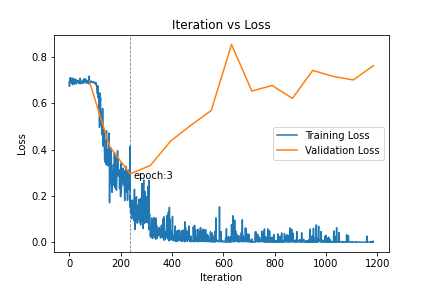 Iteration vs Loss
Loss
0.8
0.6
0.4
0.2
0.0
Training Loss
Validation Loss
epoch:3
0 200 400 600 800 1000 1200
Iteration